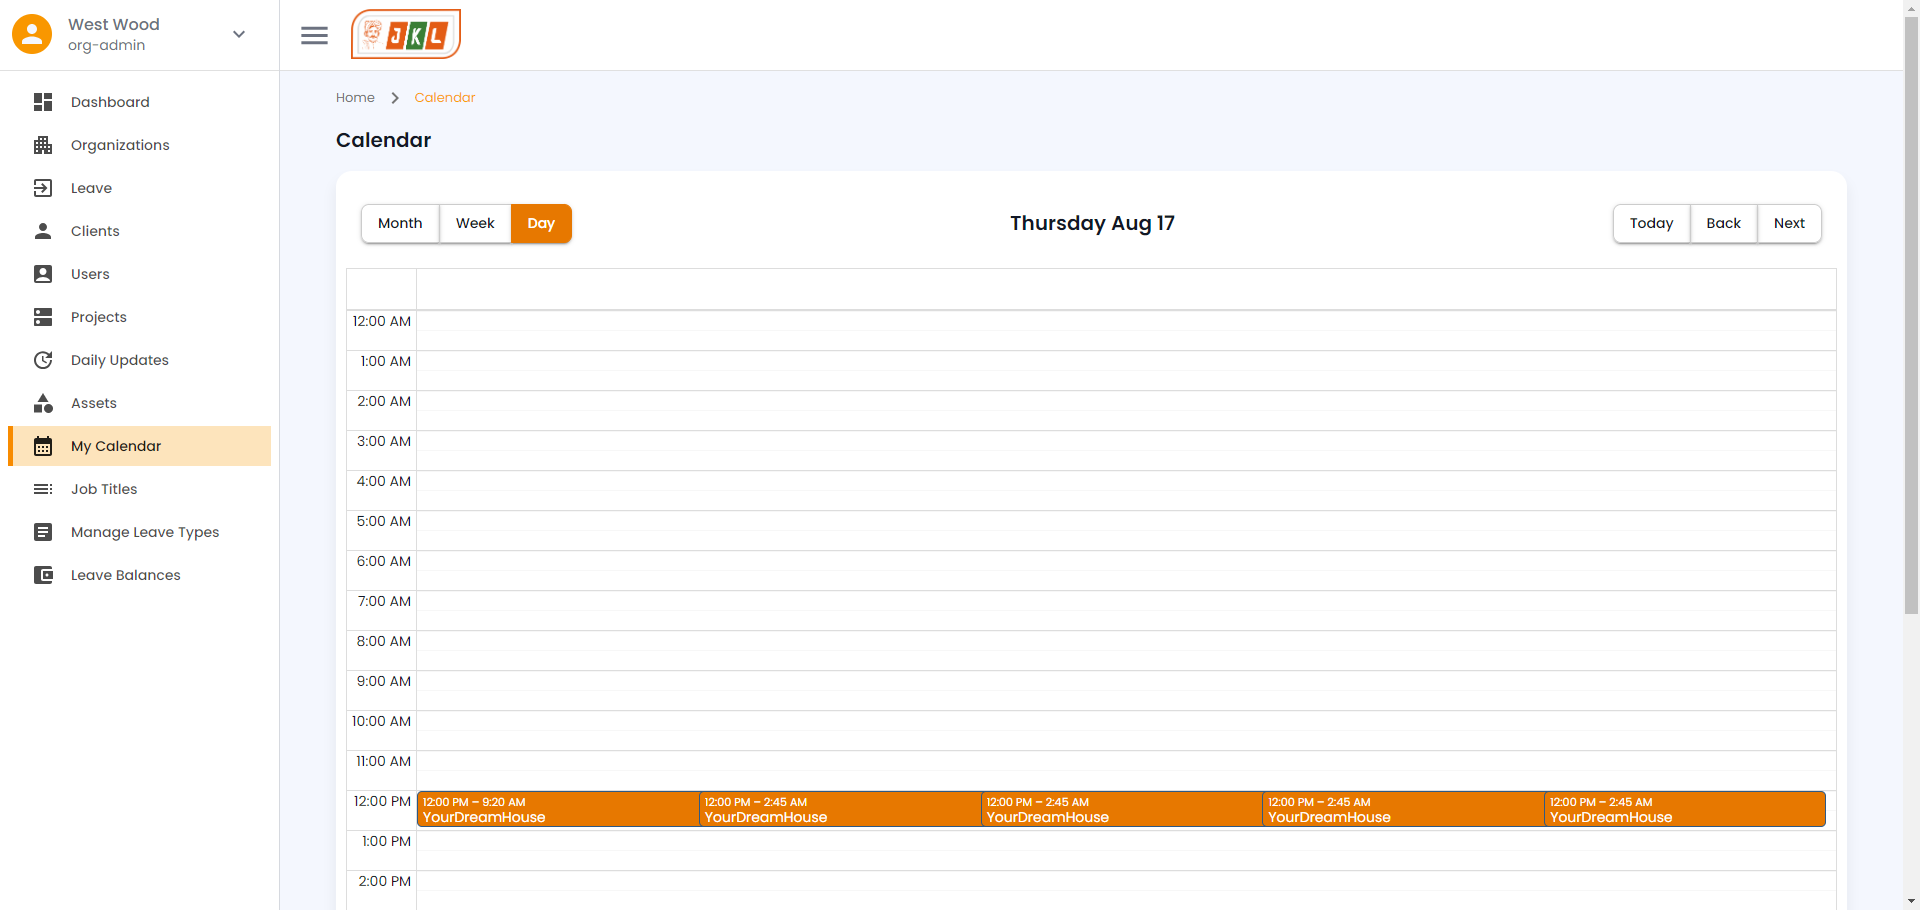 West Wood
org-admin
JKL
Dashboard
Organizations
Leave
Clients
Users
Projects
Daily Updates
Assets
My Calendar
Job Titles
Manage Leave Types
Leave Balances
Home
Calendar
Calendar
Month
Week
Day
Thursday Aug 17
Today
Back
Next
12:00 AM
1:00 AM
2:00 AM
3:00 AM
4:00 AM
5:00 AM
6:00 AM
7:00 AM
8:00 AM
9:00 AM
10:00 AM
11:00 AM
12:00 PM
12:00 PM – 9:20 AM
YourDreamHouse
12:00 PM – 2:45 AM
YourDreamHouse
12:00 PM – 2:45 AM
YourDreamHouse
12:00 PM – 2:45 AM
YourDreamHouse
12:00 PM – 2:45 AM
YourDreamHouse
1:00 PM
2:00 PM